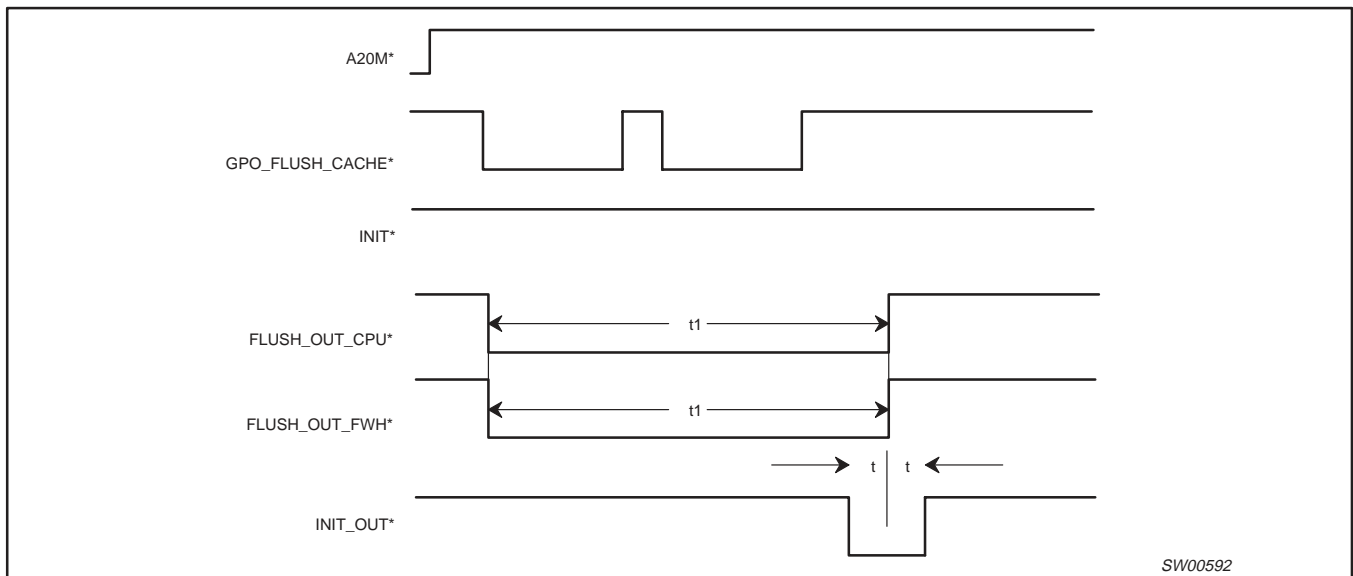 A20M*
GPO_FLUSH_CACHE*
INIT*
t1
FLUSH_OUT_CPU*
t1
FLUSH_OUT_FWH*
t t
INIT_OUT*
SW00592